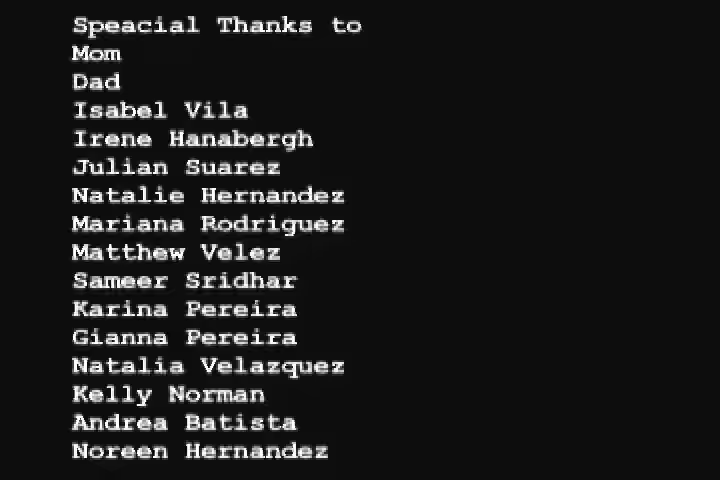 Speacial Thanks to
Mom
Dad
Isabel Vila
Irene Hanabergh
Julian Suarez
Natalie Hernandez
Mariana Rodriguez
Matthew Velez
Sameer Sridhar
Karina Pereira
Gianna Pereira
Natalia Velazquez
Kelly Norman
Andrea Batista
Noreen Hernandez